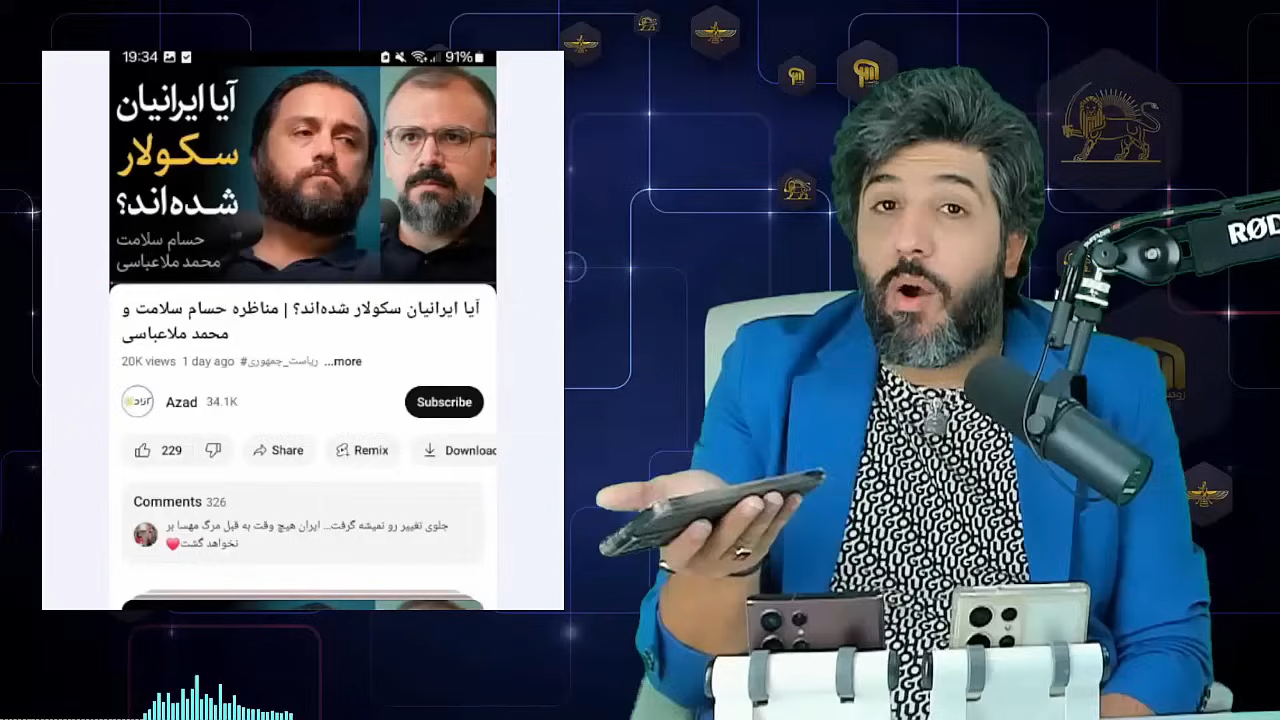 19:34
91%
آیا ایرانیان
سکولار
شده‌اند؟
حسام سلامت
محمد ملاعباسی
آیا ایرانیان سکولار شده‌اند؟ | مناظره حسام سلامت و
محمد ملاعباسی
20K views 1 day ago #ریاست_جمهوری ...more
Azad 34.1K
Subscribe
229
Share
Remix
Download
Comments 326
جلوی تغییر رو نمیشه گرفت... ایران هیچ وقت به قبل مرگ مهسا بر
نخواهد گشت❤️
RØD